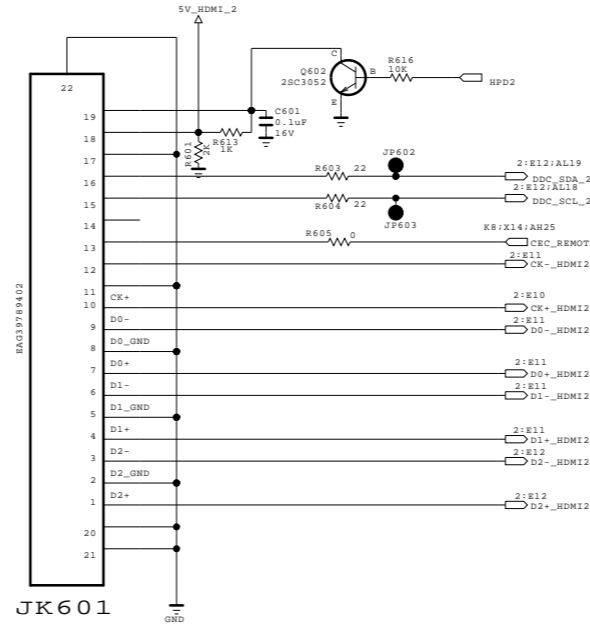 5V_HDMI_2
C
Q602
2SC3052
B
E
R616
10K
HPD2
22
19
C601
0.1uF
16V
18
R613
1K
R601
2K
17
R603
22
JP602
2:E12;AL19
16
DDC_SDA_2
2:E12;AL18
15
R604
22
DDC_SCL_2
JP603
14
R605
0
K8;X14;AH25
13
CEC_REMOT
2:E11
12
CK-_HDMI2
11
10
CK+
2:E10
CK+_HDMI2
9
D0-
2:E11
D0-_HDMI2
8
D0_GND
7
D0+
2:E11
D0+_HDMI2
6
D1-
2:E11
D1-_HDMI2
5
D1_GND
4
D1+
2:E11
D1+_HDMI2
3
D2-
2:E12
D2-_HDMI2
2
D2_GND
1
D2+
2:E12
D2+_HDMI2
20
21
EAG39789402
JK601
GND